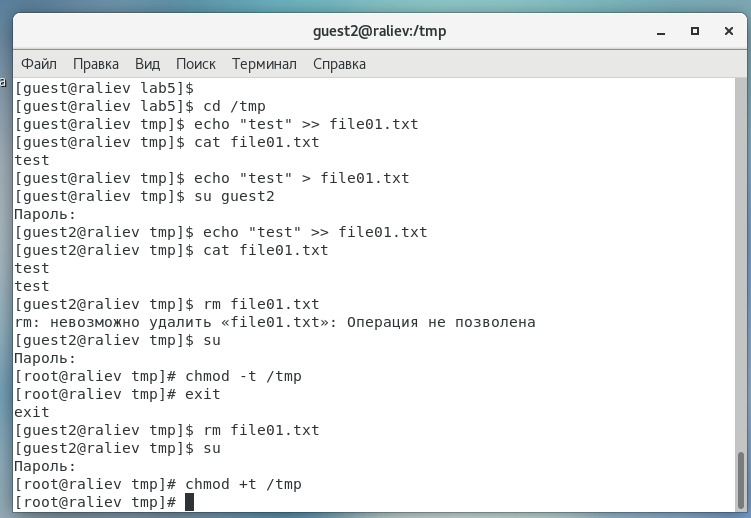 guest2@raliev:/tmp
Файл Правка Вид Поиск Терминал Справка
а
[guest@raliev lab5]$
[guest@raliev lab5]$ cd /tmp
[guest@raliev tmp]$ echo "test" >> file01.txt
[guest@raliev tmp]$ cat file01.txt
test
[guest@raliev tmp]$ echo "test" > file01.txt
[guest@raliev tmp]$ su guest2
Пароль:
[guest2@raliev tmp]$ echo "test" >> file01.txt
[guest2@raliev tmp]$ cat file01.txt
test
test
[guest2@raliev tmp]$ rm file01.txt
rm: невозможно удалить «file01.txt»: Операция не позволена
[guest2@raliev tmp]$ su
Пароль:
[root@raliev tmp]# chmod -t /tmp
[root@raliev tmp]# exit
exit
[guest2@raliev tmp]$ rm file01.txt
[guest2@raliev tmp]$ su
Пароль:
[root@raliev tmp]# chmod +t /tmp
[root@raliev tmp]#